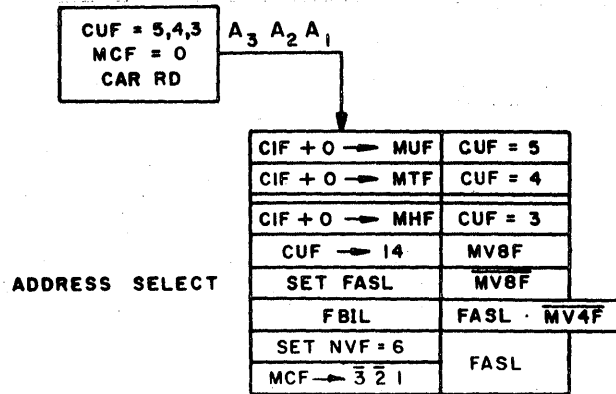 CUF = 5,4,3
MCF = 0
CAR RD
A₃ A₂ A₁
CIF + 0 → MUF CUF = 5
CIF + 0 → MTF CUF = 4
CIF + 0 → MHF CUF = 3
CUF → 14 MV8F
ADDRESS SELECT SET FASL M̅V̅8̅F̅
FBIL FASL · M̅V̅4̅F̅
SET NVF = 6 FASL
MCF → 3̅ 2̅ 1